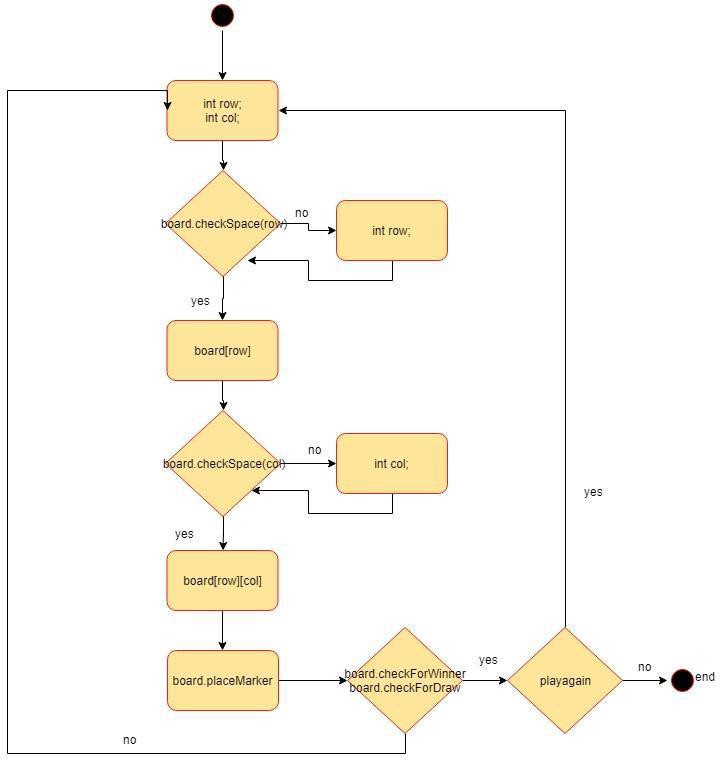 int row;
int col;
board.checkSpace(row)
no
int row;
yes
board[row]
board.checkSpace(col)
no
int col;
yes
yes
board[row][col]
board.placeMarker
board.checkForWinner
board.checkForDraw
yes
playagain
no
end
no